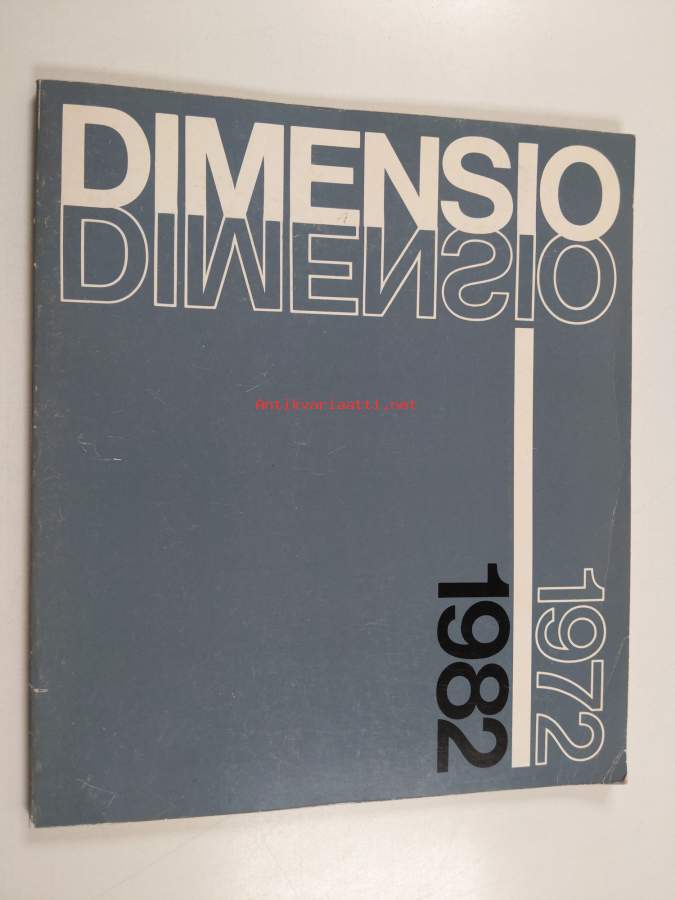 DIMENSIO
DIMENSIO
Antikvariaatti.net
1972
1982